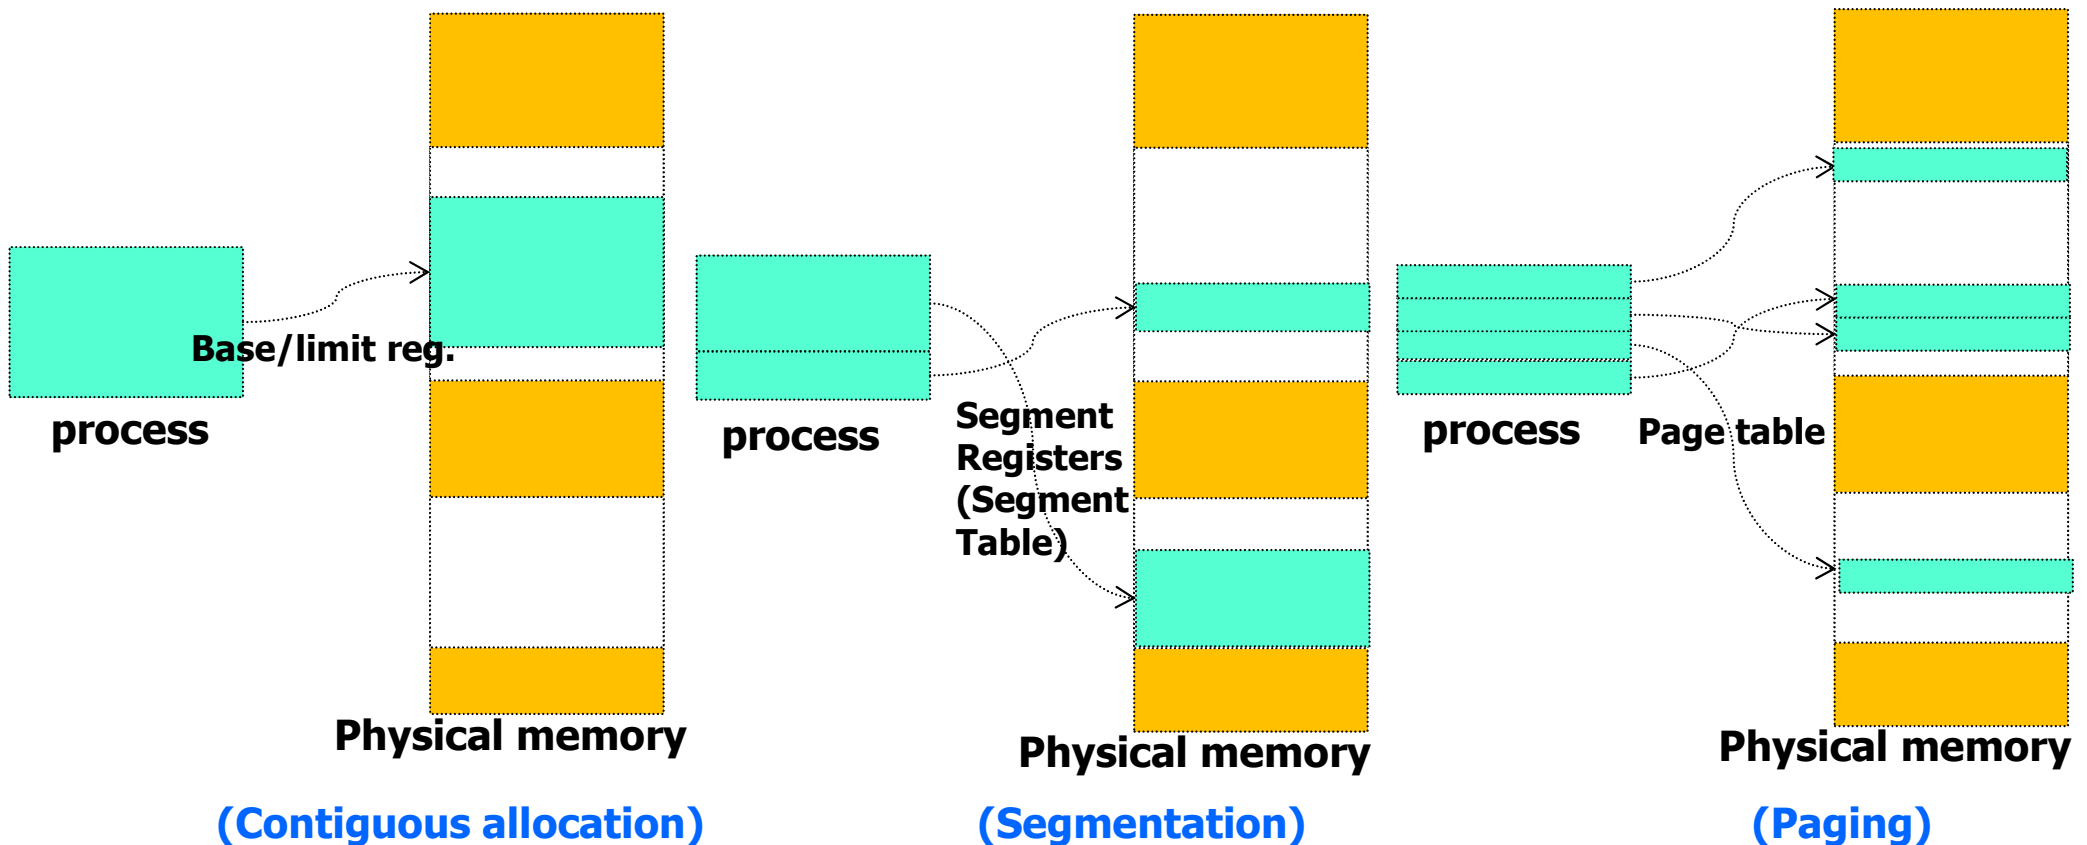 Base/limit reg.
process
Physical memory
(Contiguous allocation)
process
Segment
Registers
(Segment
Table)
Physical memory
(Segmentation)
process
Page table
Physical memory
(Paging)